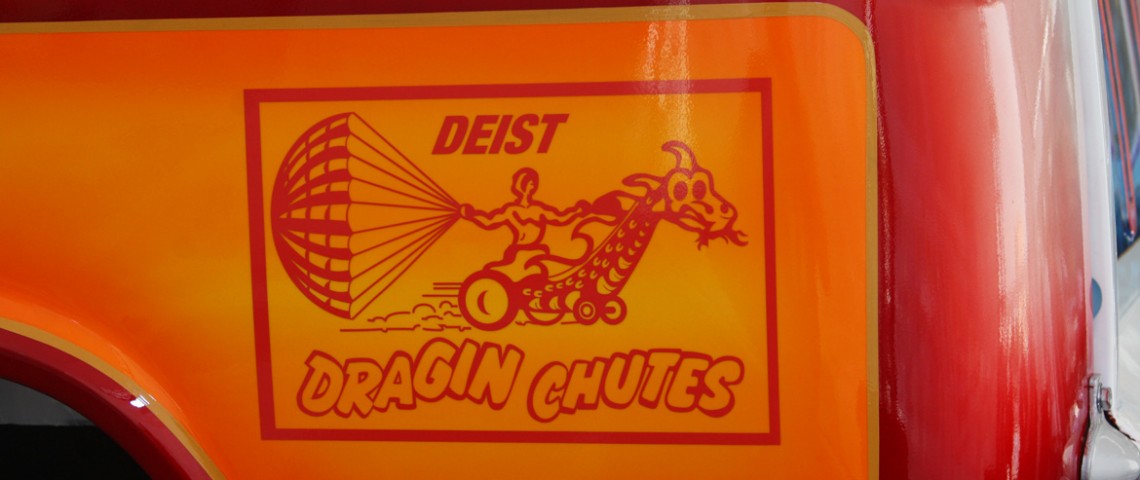 DEIST
DRAGIN CHUTES